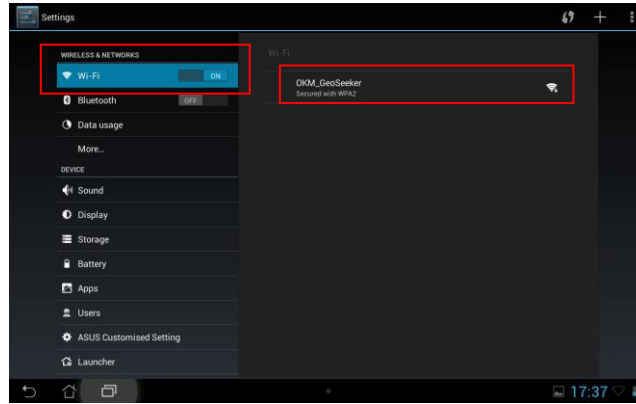 Settings
WIRELESS & NETWORKS
Wi-Fi ON
Bluetooth OFF
Data usage
More...
DEVICE
Sound
Display
Storage
Battery
Apps
Users
ASUS Customised Setting
Launcher
Wi-Fi
OKM_GeoSeeker
Secured with WPA2
17:37